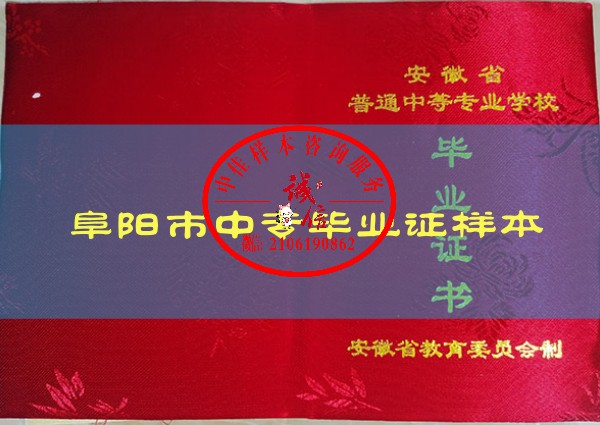 安徽省
普通中等专业学校
毕业证书
中佳样本咨询服务
诚信
阜阳市中专毕业证样本
2106190862
安徽省教育委员会制